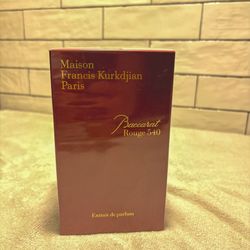 Maison
Francis Kurkdjian
Paris
Baccarat
Rouge 540
Extrait de parfum